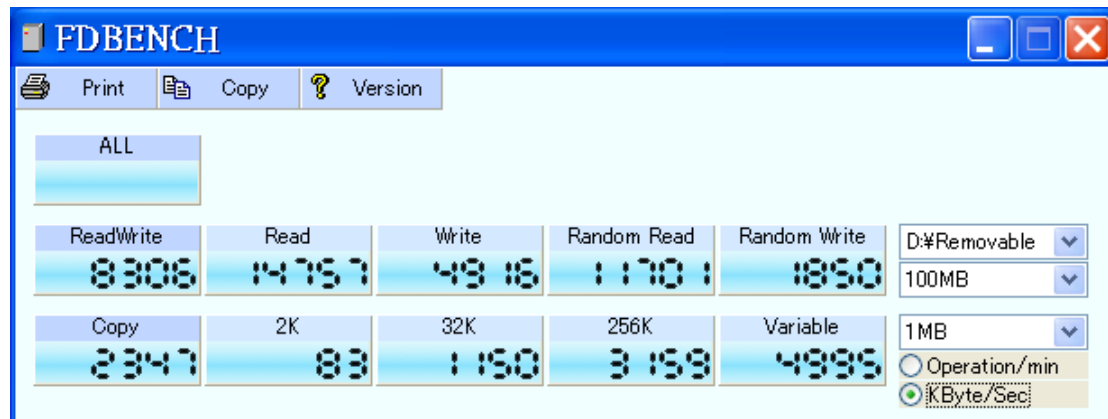 FDBENCH
Print Copy Version
ALL
ReadWrite Read Write Random Read Random Write
D:¥Removable
8306 14757 4916 11701 1850
100MB
Copy 2K 32K 256K Variable
1MB
2347 83 1150 3159 4995
Operation/min
KByte/Sec